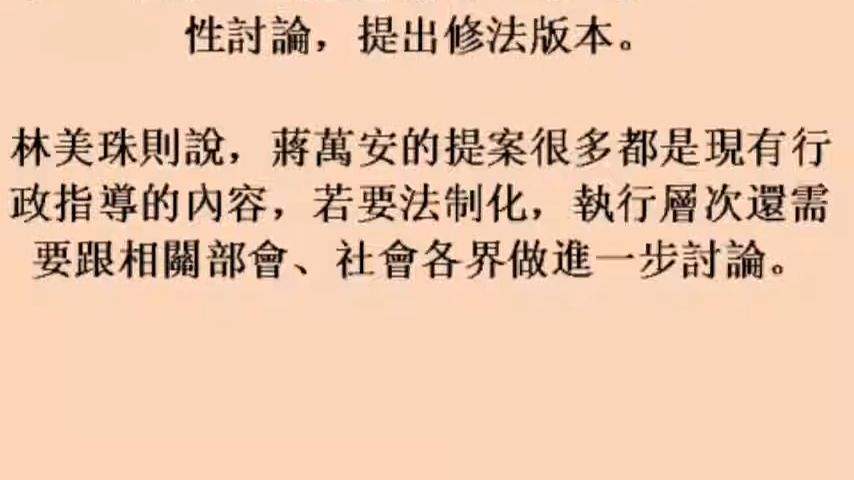 性討論，提出修法版本。
林美珠則說，蔣萬安的提案很多都是現有行
政指導的內容，若要法制化，執行層次還需
要跟相關部會、社會各界做進一步討論。